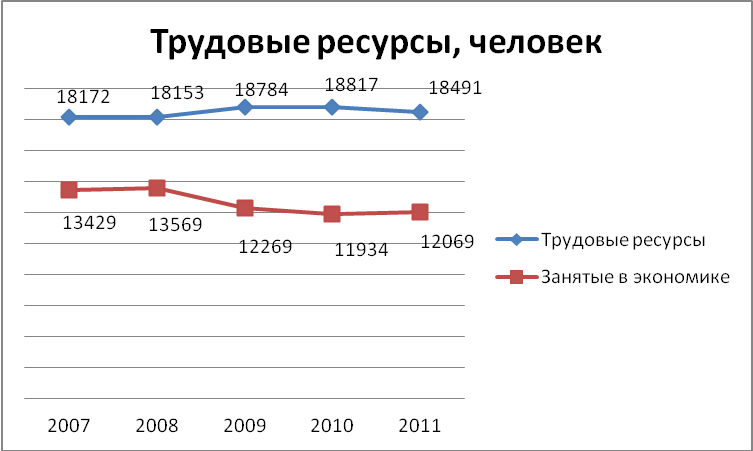 Трудовые ресурсы, человек
18172 18153 18784 18817 18491
13429 13569 12269 11934 12069
Трудовые ресурсы
Занятые в экономике
2007 2008 2009 2010 2011